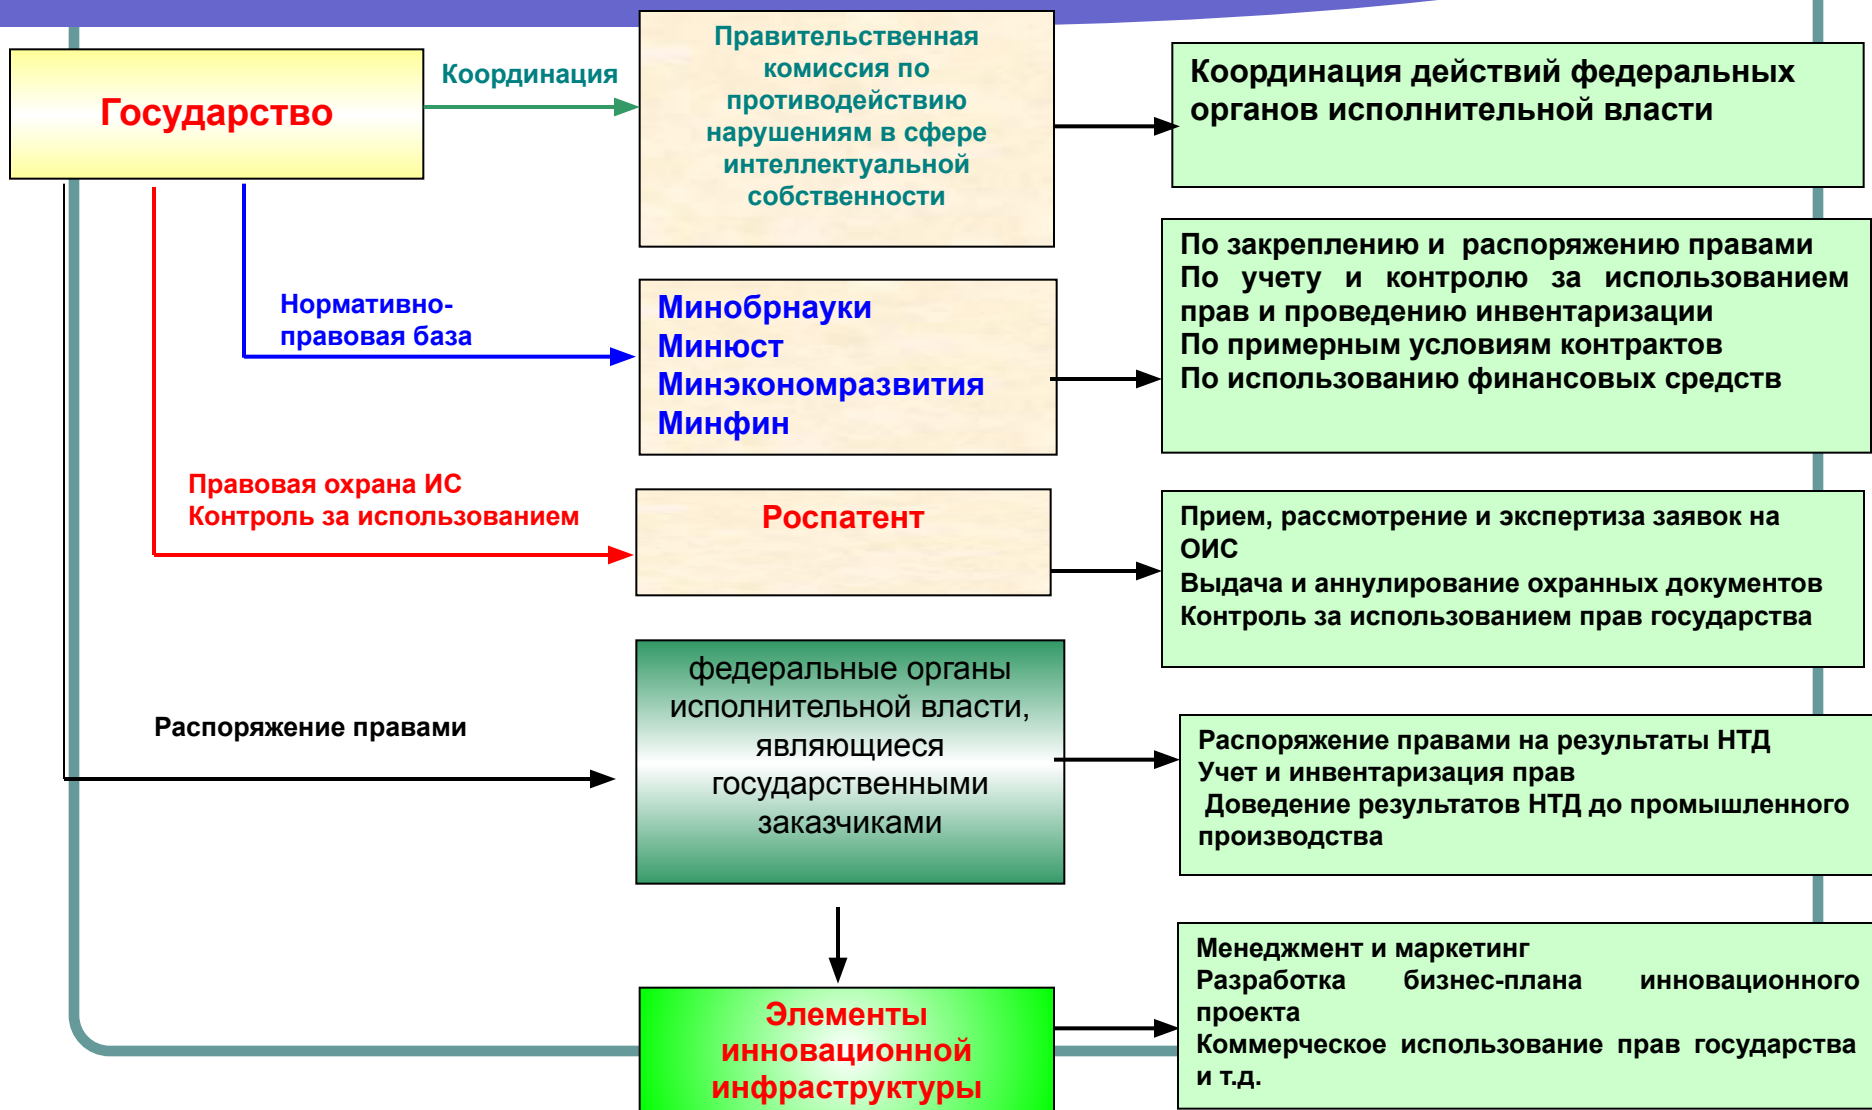 Государство
Координация
Правительственная
комиссия по
противодействию
нарушениям в сфере
интеллектуальной
собственности
Координация действий федеральных
органов исполнительной власти
Нормативно-
правовая база
Минобрнауки
Минюст
Минэкономразвития
Минфин
По закреплению и распоряжению правами
По учету и контролю за использованием
прав и проведению инвентаризации
По примерным условиям контрактов
По использованию финансовых средств
Правовая охрана ИС
Контроль за использованием
Роспатент
Прием, рассмотрение и экспертиза заявок на
ОИС
Выдача и аннулирование охранных документов
Контроль за использованием прав государства
Распоряжение правами
федеральные органы
исполнительной власти,
являющиеся
государственными
заказчиками
Распоряжение правами на результаты НТД
Учет и инвентаризация прав
Доведение результатов НТД до промышленного
производства
Элементы
инновационной
инфраструктуры
Менеджмент и маркетинг
Разработка бизнес-плана инновационного
проекта
Коммерческое использование прав государства
и т.д.